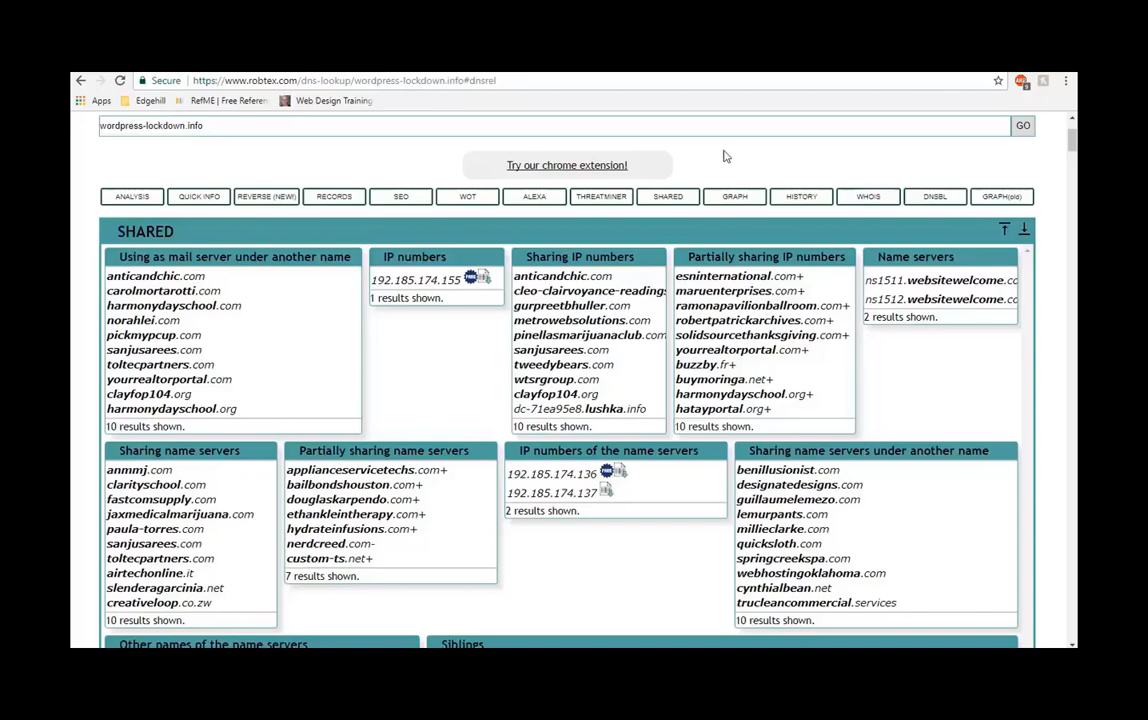 Secure
https://www.robtex.com/dns-lookup/wordpress-lockdown.info#dnsrel
Apps
Edgehill
RefME | Free Referen
Web Design Training
wordpress-lockdown.info
GO
Try our chrome extension!
ANALYSIS
QUICK INFO
REVERSE (NEW!)
RECORDS
SEO
WOT
ALEXA
THREATMINER
SHARED
GRAPH
HISTORY
WHOIS
DNSBL
GRAPH(old)
SHARED
Using as mail server under another name
anticandchic.com
carolmortarotti.com
harmonydayschool.com
norahlei.com
pickmypcup.com
sanjusarees.com
toltecpartners.com
yourrealtorportal.com
clayfop104.org
harmonydayschool.org
10 results shown.
IP numbers
192.185.174.155
1 results shown.
Sharing IP numbers
anticandchic.com
cleo-clairvoyance-readings
gurpreetbhuller.com
metrowebsolutions.com
pinellasmarijuanaclub.com
sanjusarees.com
tweedybears.com
wtsrgroup.com
clayfop104.org
dc-71ea95e8.lushka.info
10 results shown.
Partially sharing IP numbers
esninternational.com+
maruenterprises.com+
ramonapavilionballroom.com+
robertpatrickarchives.com+
solidsourcethanksgiving.com+
yourrealtorportal.com+
buzzby.fr+
buymoringa.net+
harmonydayschool.org+
hatayportal.org+
10 results shown.
Name servers
ns1511.websitewelcome.co
ns1512.websitewelcome.co
2 results shown.
Sharing name servers
anmmj.com
clarityschool.com
fastcomsupply.com
jaxmedicalmarijuana.com
paula-torres.com
sanjusarees.com
toltecpartners.com
airtechonline.it
slenderagarcinia.net
creativeloop.co.zw
10 results shown.
Partially sharing name servers
applianceservicetechs.com+
bailbondshouston.com+
douglaskarpendo.com+
ethankleintherapy.com+
hydrateinfusions.com+
nerdcreed.com-
custom-ts.net+
7 results shown.
IP numbers of the name servers
192.185.174.136
192.185.174.137
2 results shown.
Sharing name servers under another name
benillusionist.com
designatedesigns.com
guillaumelemezo.com
lemurpants.com
millieclarke.com
quicksloth.com
springcreekspa.com
webhostingoklahoma.com
cynthialbean.net
trucleancommercial.services
10 results shown.
Other names of the name servers
Siblings